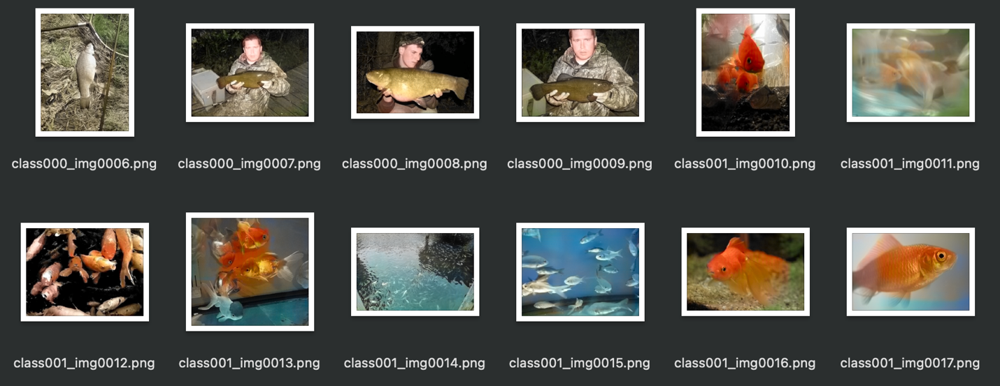 class000_img0006.png
class000_img0007.png
class000_img0008.png
class000_img0009.png
class001_img0010.png
class001_img0011.png
class001_img0012.png
class001_img0013.png
class001_img0014.png
class001_img0015.png
class001_img0016.png
class001_img0017.png